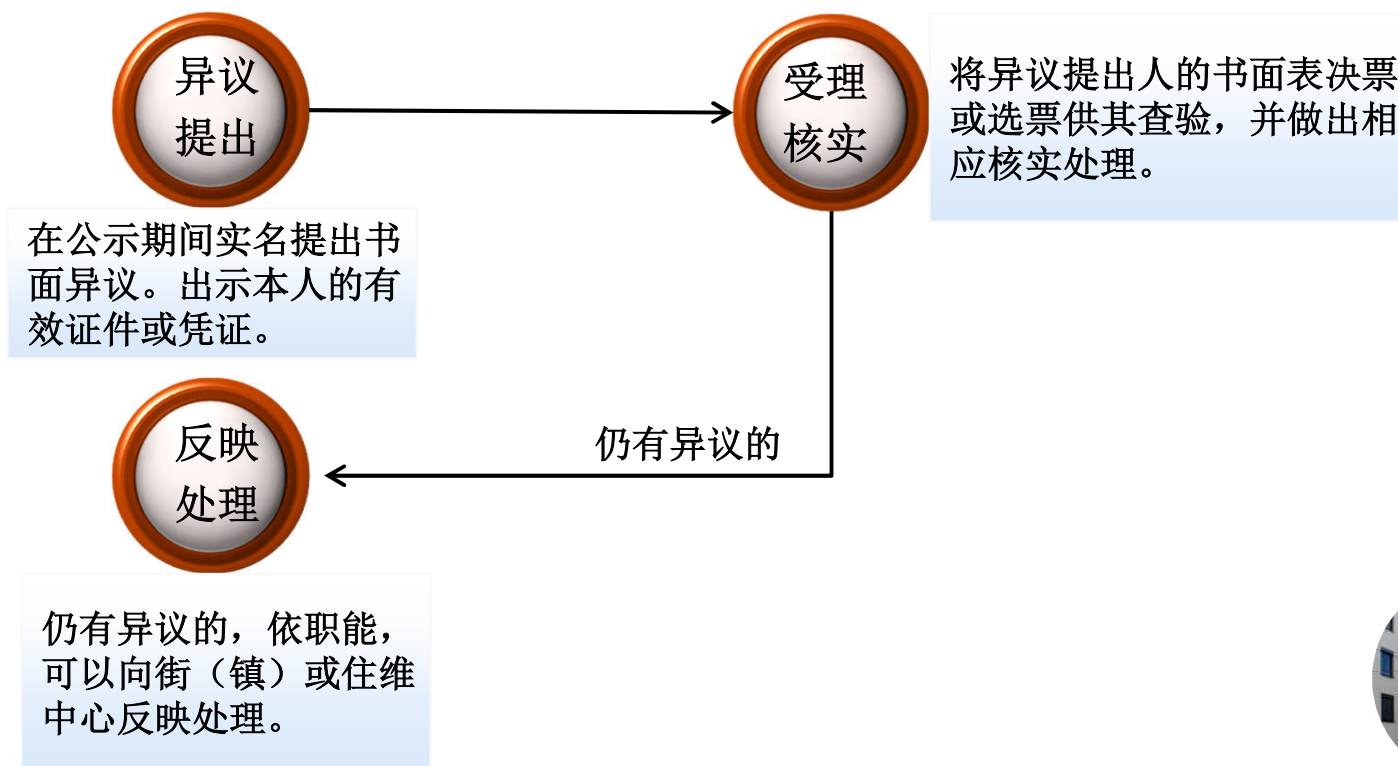 异议
提出
受理
核实
将异议提出人的书面表决票
或选票供其查验，并做出相
应核实处理。
在公示期间实名提出书
面异议。出示本人的有
效证件或凭证。
仍有异议的
反映
处理
仍有异议的，依职能，
可以向街（镇）或住维
中心反映处理。